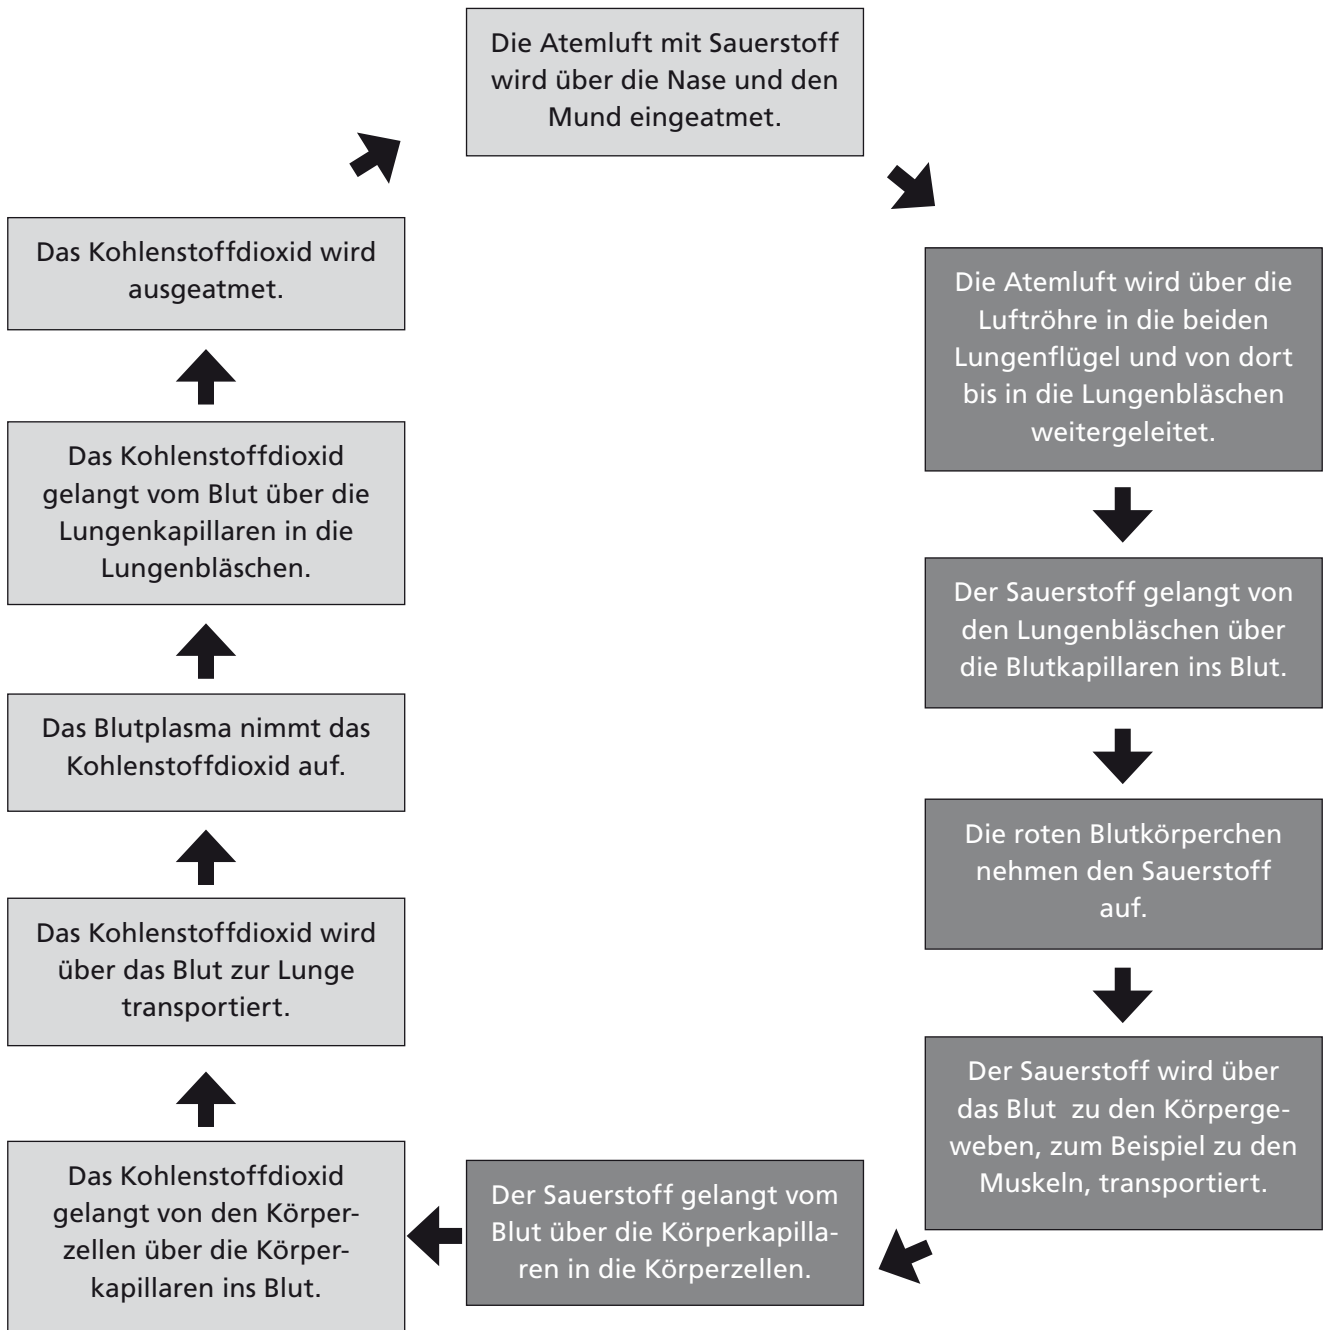 Die Atemluft mit Sauerstoff
wird über die Nase und den
Mund eingeatmet.
Die Atemluft wird über die
Luftröhre in die beiden
Lungenflügel und von dort
bis in die Lungenbläschen
weitergeleitet.
Der Sauerstoff gelangt von
den Lungenbläschen über
die Blutkapillaren ins Blut.
Die roten Blutkörperchen
nehmen den Sauerstoff
auf.
Der Sauerstoff wird über
das Blut  zu den Körperge-
weben, zum Beispiel zu den
Muskeln, transportiert.
Der Sauerstoff gelangt vom
Blut über die Körperkapilla-
ren in die Körperzellen.
Das Kohlenstoffdioxid
gelangt von den Körper-
zellen über die Körper-
kapillaren ins Blut.
Das Kohlenstoffdioxid wird
über das Blut zur Lunge
transportiert.
Das Blutplasma nimmt das
Kohlenstoffdioxid auf.
Das Kohlenstoffdioxid
gelangt vom Blut über die
Lungenkapillaren in die
Lungenbläschen.
Das Kohlenstoffdioxid wird
ausgeatmet.